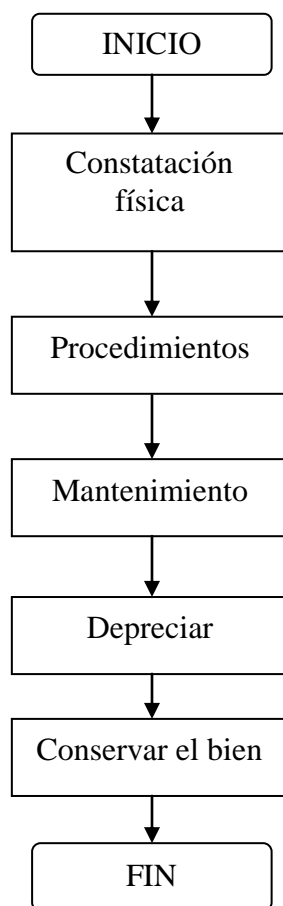 INICIO
Constatación
física
Procedimientos
Mantenimiento
Depreciar
Conservar el bien
FIN